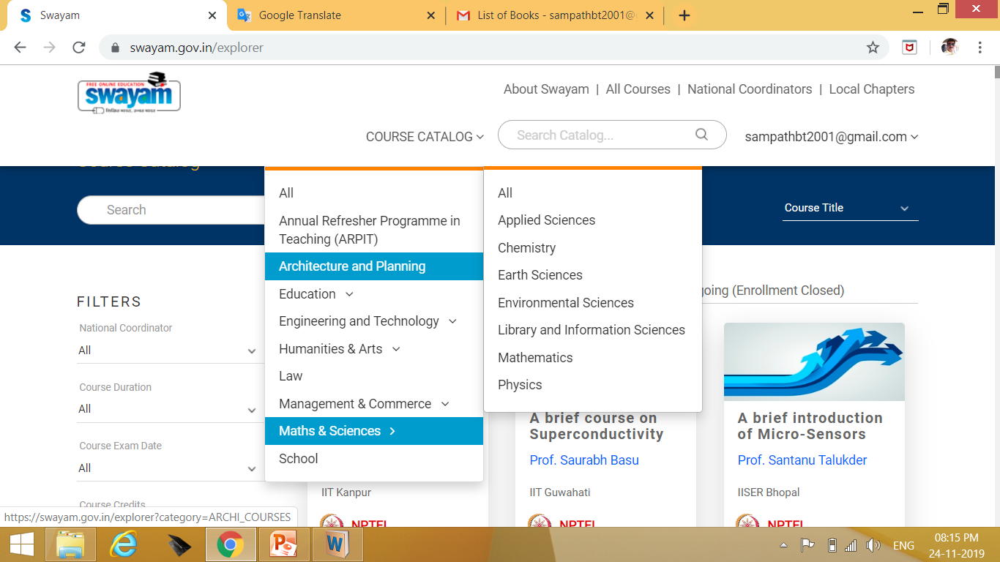 Swayam
Google Translate
List of Books - sampathbt2001@
swayam.gov.in/explorer
FREE ONLINE EDUCATION
swayam
शिक्षित भारत, उन्नत भारत
About Swayam | All Courses | National Coordinators | Local Chapters
COURSE CATALOG
Search Catalog...
sampathbt2001@gmail.com
Course Catalog
Search
Course Title
All
Annual Refresher Programme in
Teaching (ARPIT)
Architecture and Planning
Education
Engineering and Technology
Humanities & Arts
Law
Management & Commerce
Maths & Sciences
School
All
Applied Sciences
Chemistry
Earth Sciences
Environmental Sciences
Library and Information Sciences
Mathematics
Physics
FILTERS
National Coordinator
All
Course Duration
All
Course Exam Date
All
Course Credits
going (Enrollment Closed)
IIT Kanpur
NPTEL
A brief course on
Superconductivity
Prof. Saurabh Basu
IIT Guwahati
NPTEL
A brief introduction
of Micro-Sensors
Prof. Santanu Talukder
IISER Bhopal
NPTEL
https://swayam.gov.in/explorer?category=ARCHI_COURSES
ENG
08:15 PM
24-11-2019